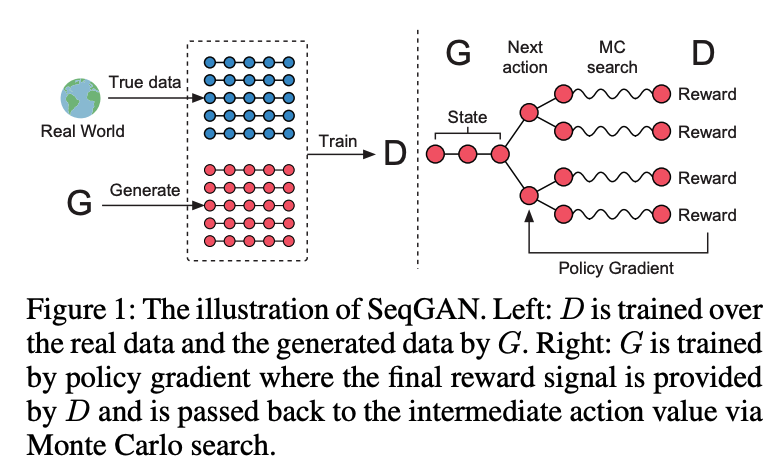 True data
Real World
G
Generate
Train
D
G
Next
action
MC
search
D
State
Reward
Reward
Reward
Reward
Policy Gradient
Figure 1: The illustration of SeqGAN. Left: D is trained over
the real data and the generated data by G. Right: G is trained
by policy gradient where the final reward signal is provided
by D and is passed back to the intermediate action value via
Monte Carlo search.